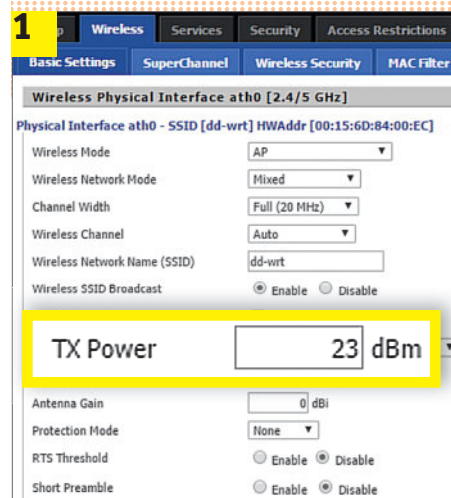 1
p Wireless Services Security Access Restrictions
Basic Settings SuperChannel Wireless Security MAC Filter
Wireless Physical Interface ath0 [2.4/5 GHz]
Physical Interface ath0 - SSID [dd-wrt] HWAddr [00:15:6D:84:00:EC]
Wireless Mode AP
Wireless Network Mode Mixed
Channel Width Full (20 MHz)
Wireless Channel Auto
Wireless Network Name (SSID) dd-wrt
Wireless SSID Broadcast Enable Disable
TX Power 23 dBm
Antenna Gain 0 dBi
Protection Mode None
RTS Threshold Enable Disable
Short Preamble Enable Disable